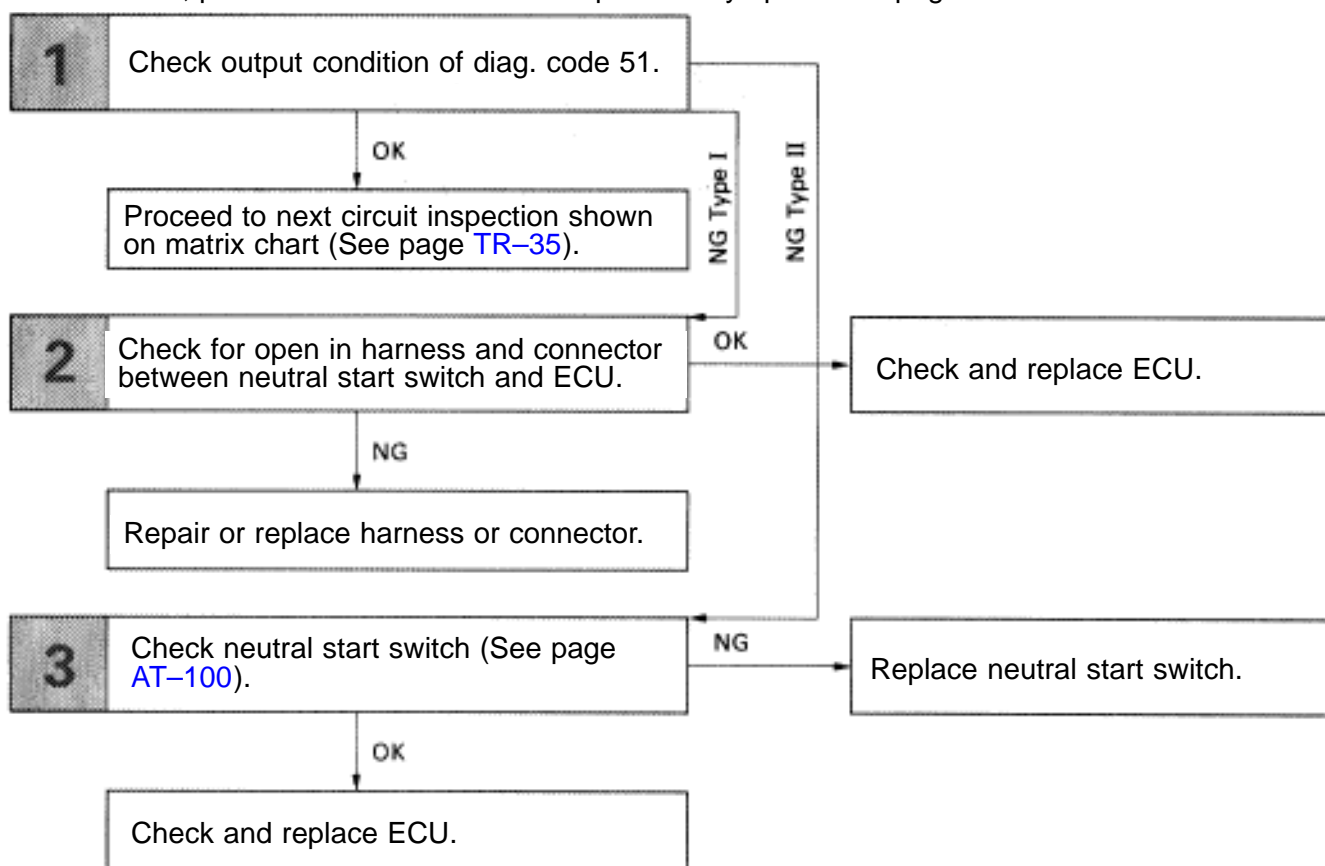 1
Check output condition of diag. code 51.
OK
NG Type I
NG Type II
Proceed to next circuit inspection shown
on matrix chart (See page TR–35).
2
Check for open in harness and connector
between neutral start switch and ECU.
OK
Check and replace ECU.
NG
Repair or replace harness or connector.
3
Check neutral start switch (See page
AT–100).
NG
Replace neutral start switch.
OK
Check and replace ECU.